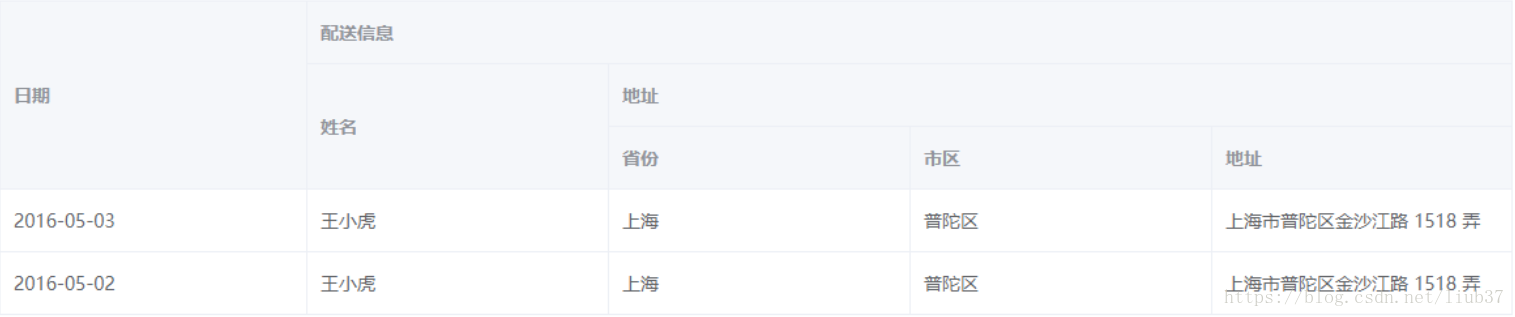 配送信息
日期
地址
姓名
省份 市区 地址
2016-05-03 王小虎 上海 普陀区 上海市普陀区金沙江路 1518 弄
2016-05-02 王小虎 上海 普陀区 上海市普陀区金沙江路 1518 弄
https://blog.csdn.net/liub37